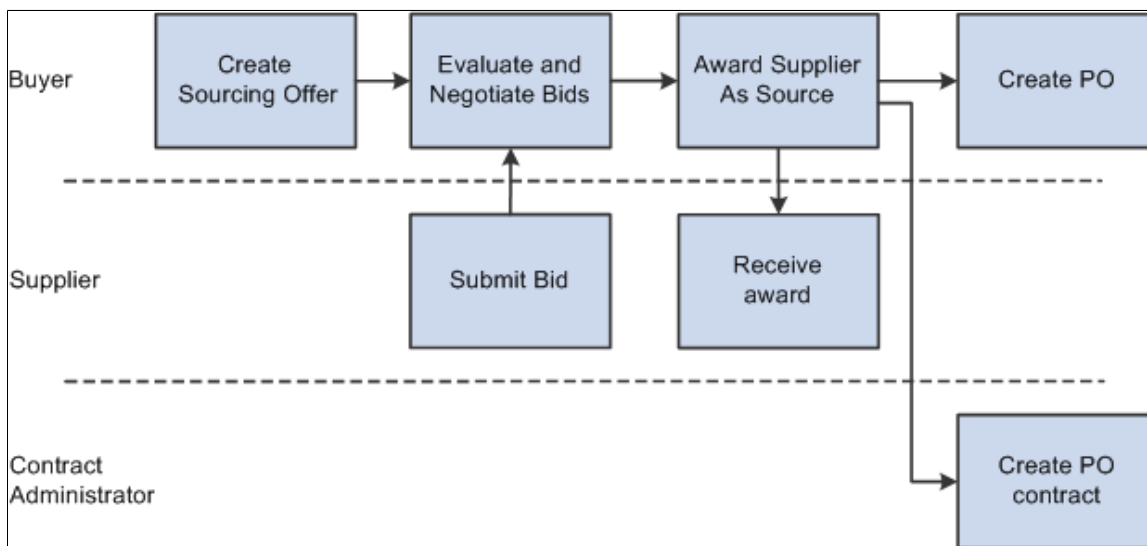 Buyer
Create
Sourcing Offer
Evaluate and
Negotiate Bids
Award Supplier
As Source
Create PO
Supplier
Submit Bid
Receive
award
Contract
Administrator
Create PO
contract